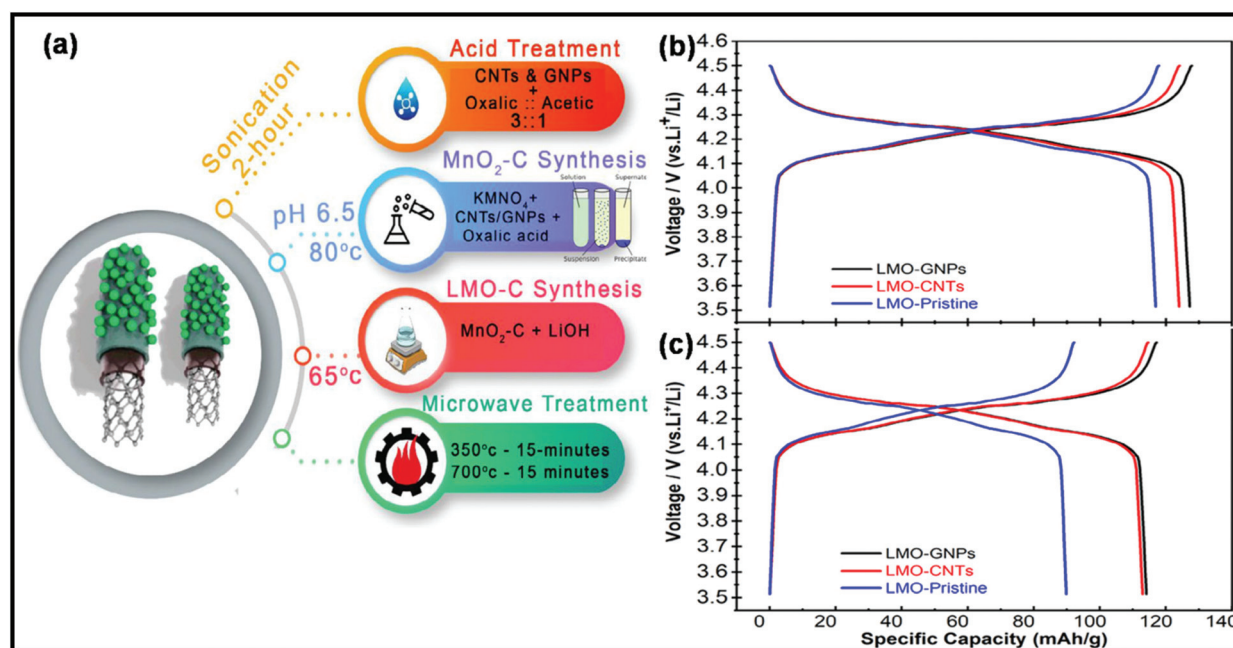 (a)
Sonication
2-hour
Acid Treatment
CNTs & GNPs
+
Oxalic :: Acetic
3::1
pH 6.5
80°c
MnO₂-C Synthesis
KMNO₄+
CNTs/GNPs +
Oxalic acid
Solution
Supernate
Suspension
Precipitate
65°c
LMO-C Synthesis
MnO₂-C + LiOH
Microwave Treatment
350°c - 15-minutes
700°c - 15 minutes
(b)
Voltage / V (vs.Li⁺/Li)
4.6
4.5
4.4
4.3
4.2
4.1
4.0
3.9
3.8
3.7
3.6
3.5
LMO-GNPs
LMO-CNTs
LMO-Pristine
(c)
Voltage / V (vs.Li⁺/Li)
4.5
4.4
4.3
4.2
4.1
4.0
3.9
3.8
3.7
3.6
3.5
LMO-GNPs
LMO-CNTs
LMO-Pristine
0 20 40 60 80 100 120 140
Specific Capacity (mAh/g)